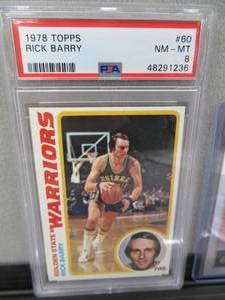 1978 TOPPS #60
RICK BARRY NM - MT
PSA 8
48291236
GOLDEN STATE WARRIORS
RICK BARRY
FWD